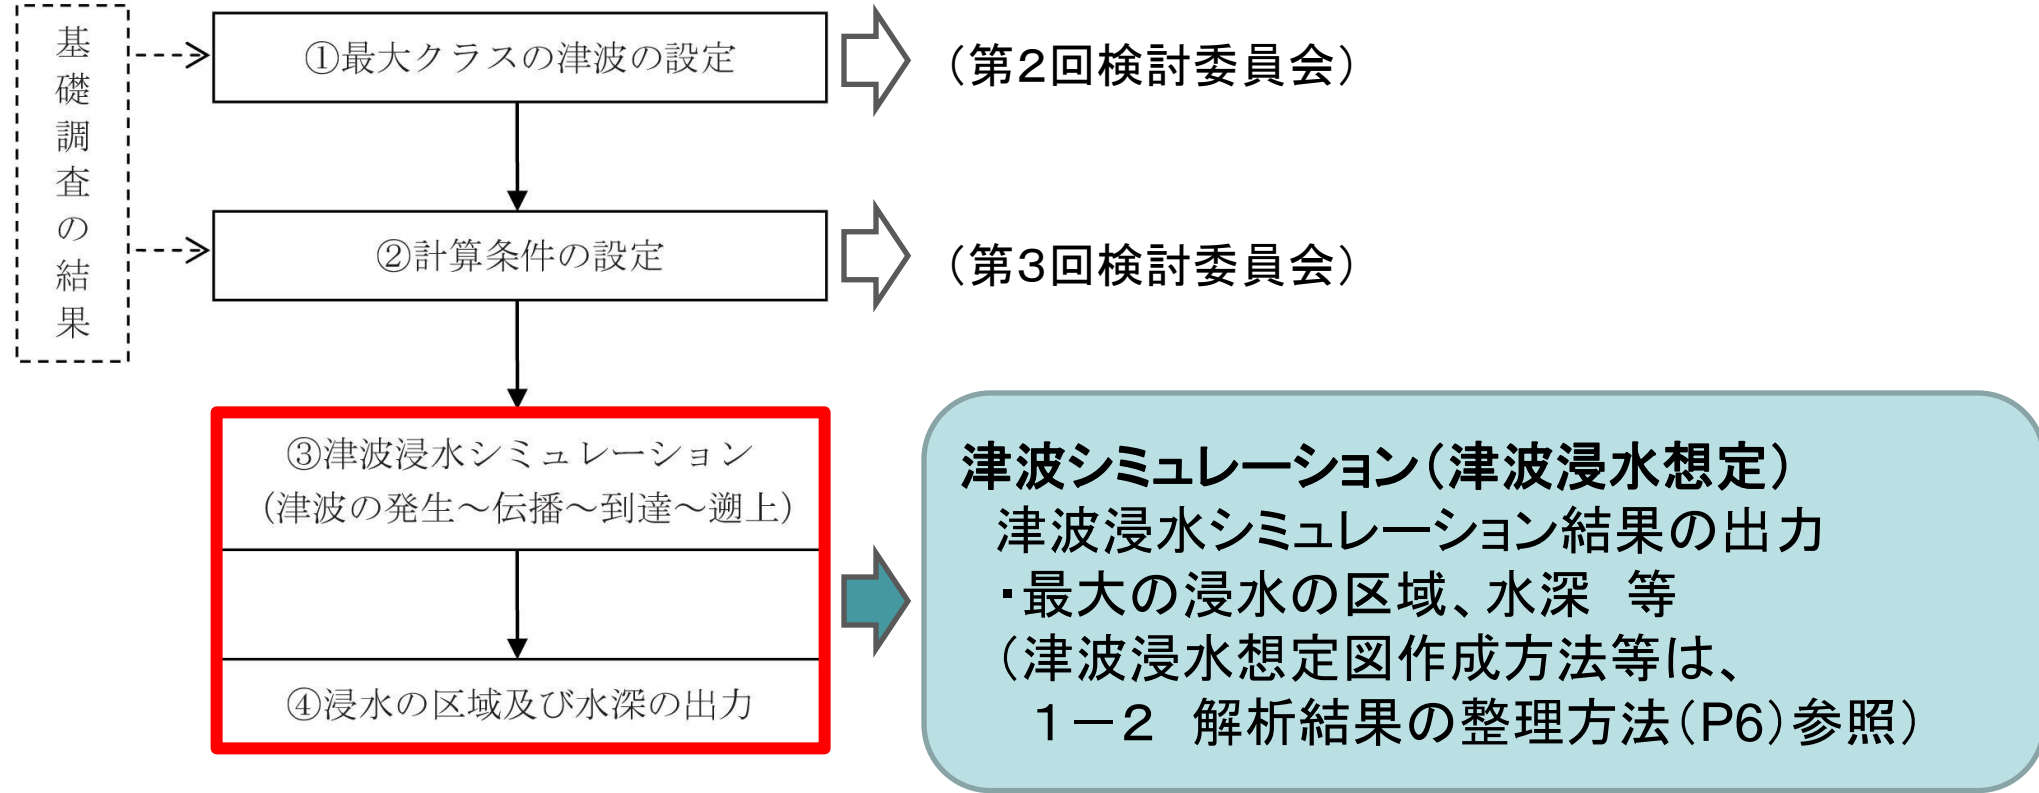 基礎調査の結果
①最大クラスの津波の設定
（第２回検討委員会）
②計算条件の設定
（第３回検討委員会）
③津波浸水シミュレーション
（津波の発生～伝播～到達～遡上）
④浸水の区域及び水深の出力
津波シミュレーション（津波浸水想定）
津波浸水シミュレーション結果の出力
・最大の浸水の区域、水深　等
（津波浸水想定図作成方法等は、
１－２　解析結果の整理方法（P6）参照）